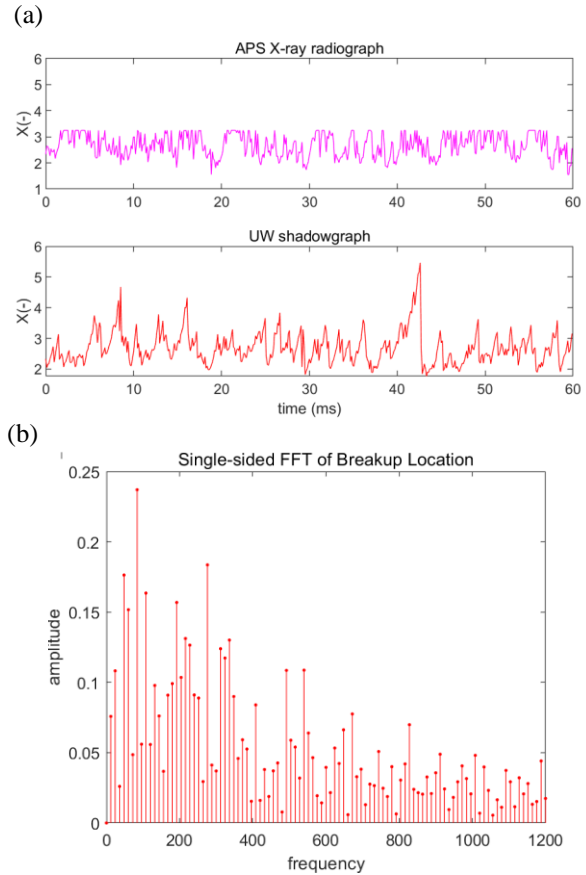 (a)
APS X-ray radiograph
6
5
4
3
2
1
X(-)
0 10 20 30 40 50 60
UW shadowgraph
6
5
4
3
2
X(-)
0 10 20 30 40 50 60
time (ms)
(b)
Single-sided FFT of Breakup Location
0.25
0.2
0.15
0.1
0.05
0
amplitude
0 200 400 600 800 1000 1200
frequency